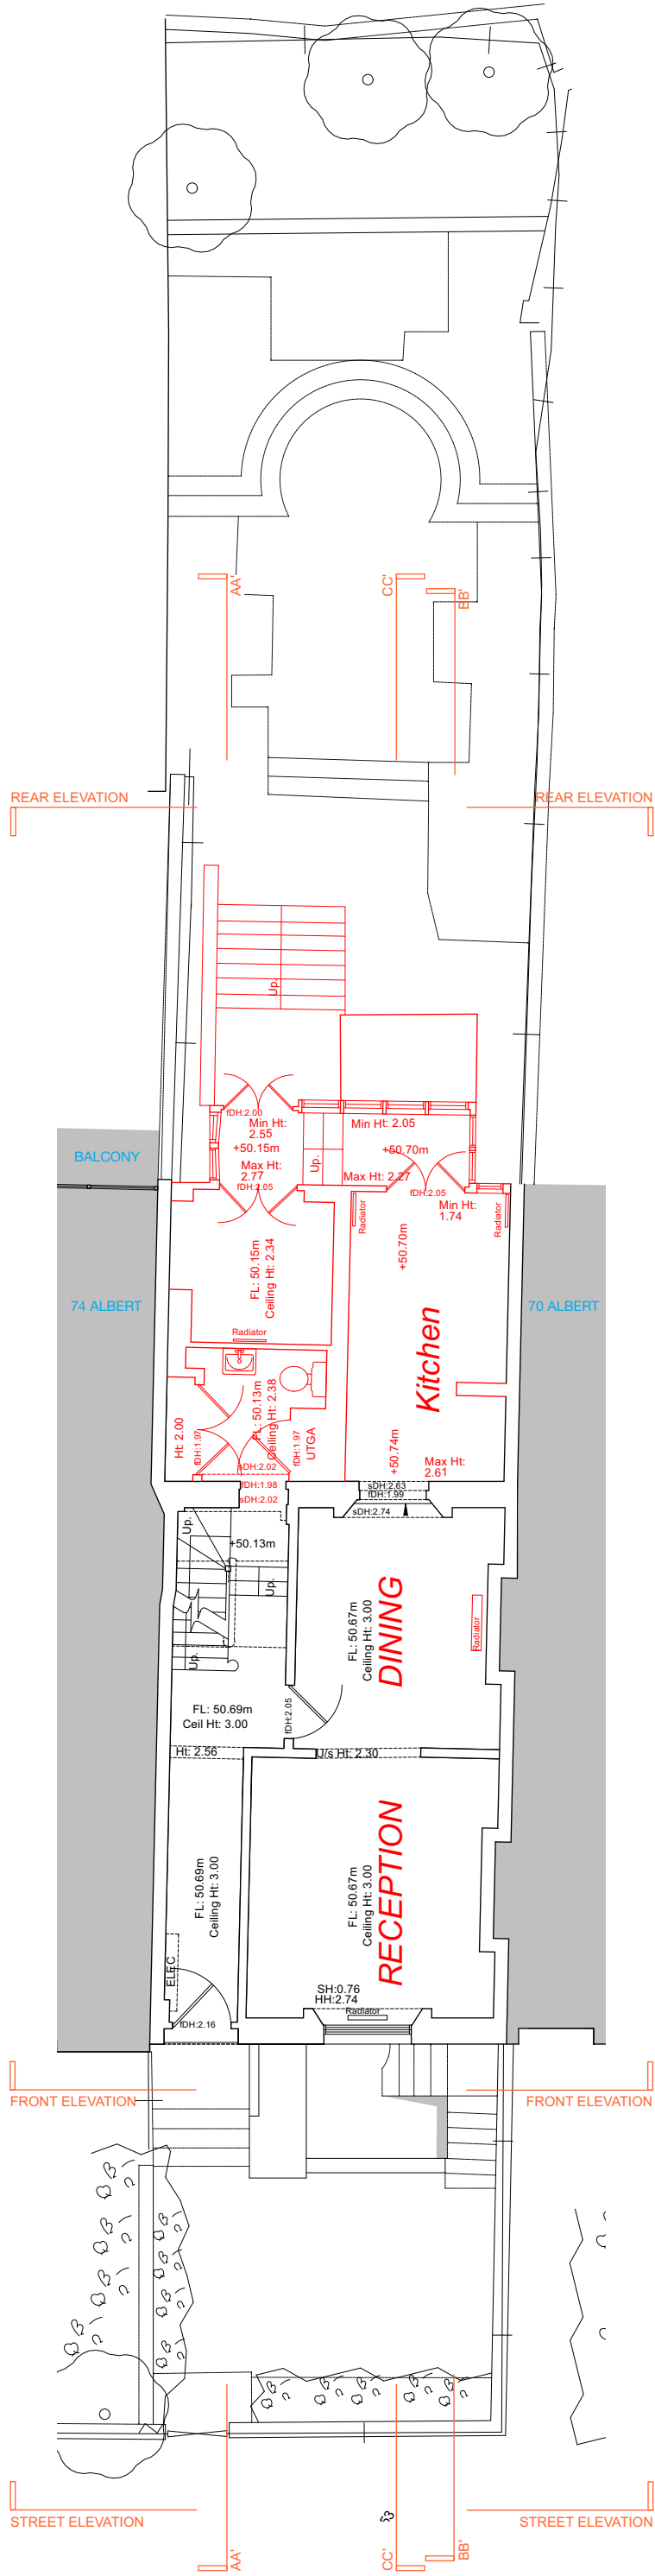 AA'
CC'
BB'
REAR ELEVATION
REAR ELEVATION
Up.
fDH:2.00
Min Ht:
2.55
+50.15m
Max Ht:
2.77
fDH:2.05
Up.
Min Ht: 2.05
+50.70m
Max Ht: 2.27
fDH:2.05
Min Ht:
1.74
BALCONY
Radiator
Radiator
+50.70m
74 ALBERT
70 ALBERT
FL: 50.15m
Ceiling Ht: 2.34
Radiator
Kitchen
Ht: 2.00
fDH:1.97
FL: 50.13m
Ceiling Ht: 2.38
fDH:1.97
UTGA
+50.74m
Max Ht:
2.61
sDH:2.02
fDH:1.98
sDH:2.02
sDH:2.63
fDH:1.99
sDH:2.74
Up.
+50.13m
Up.
Up.
FL: 50.67m
Ceiling Ht: 3.00
DINING
Radiator
FL: 50.69m
Ceil Ht: 3.00
fDH:2.05
Ht: 2.56
U/s Ht: 2.30
FL: 50.69m
Ceiling Ht: 3.00
FL: 50.67m
Ceiling Ht: 3.00
RECEPTION
ELEC
fDH:2.16
SH:0.76
HH:2.74
Radiator
FRONT ELEVATION
FRONT ELEVATION
STREET ELEVATION
STREET ELEVATION
AA'
CC'
BB'